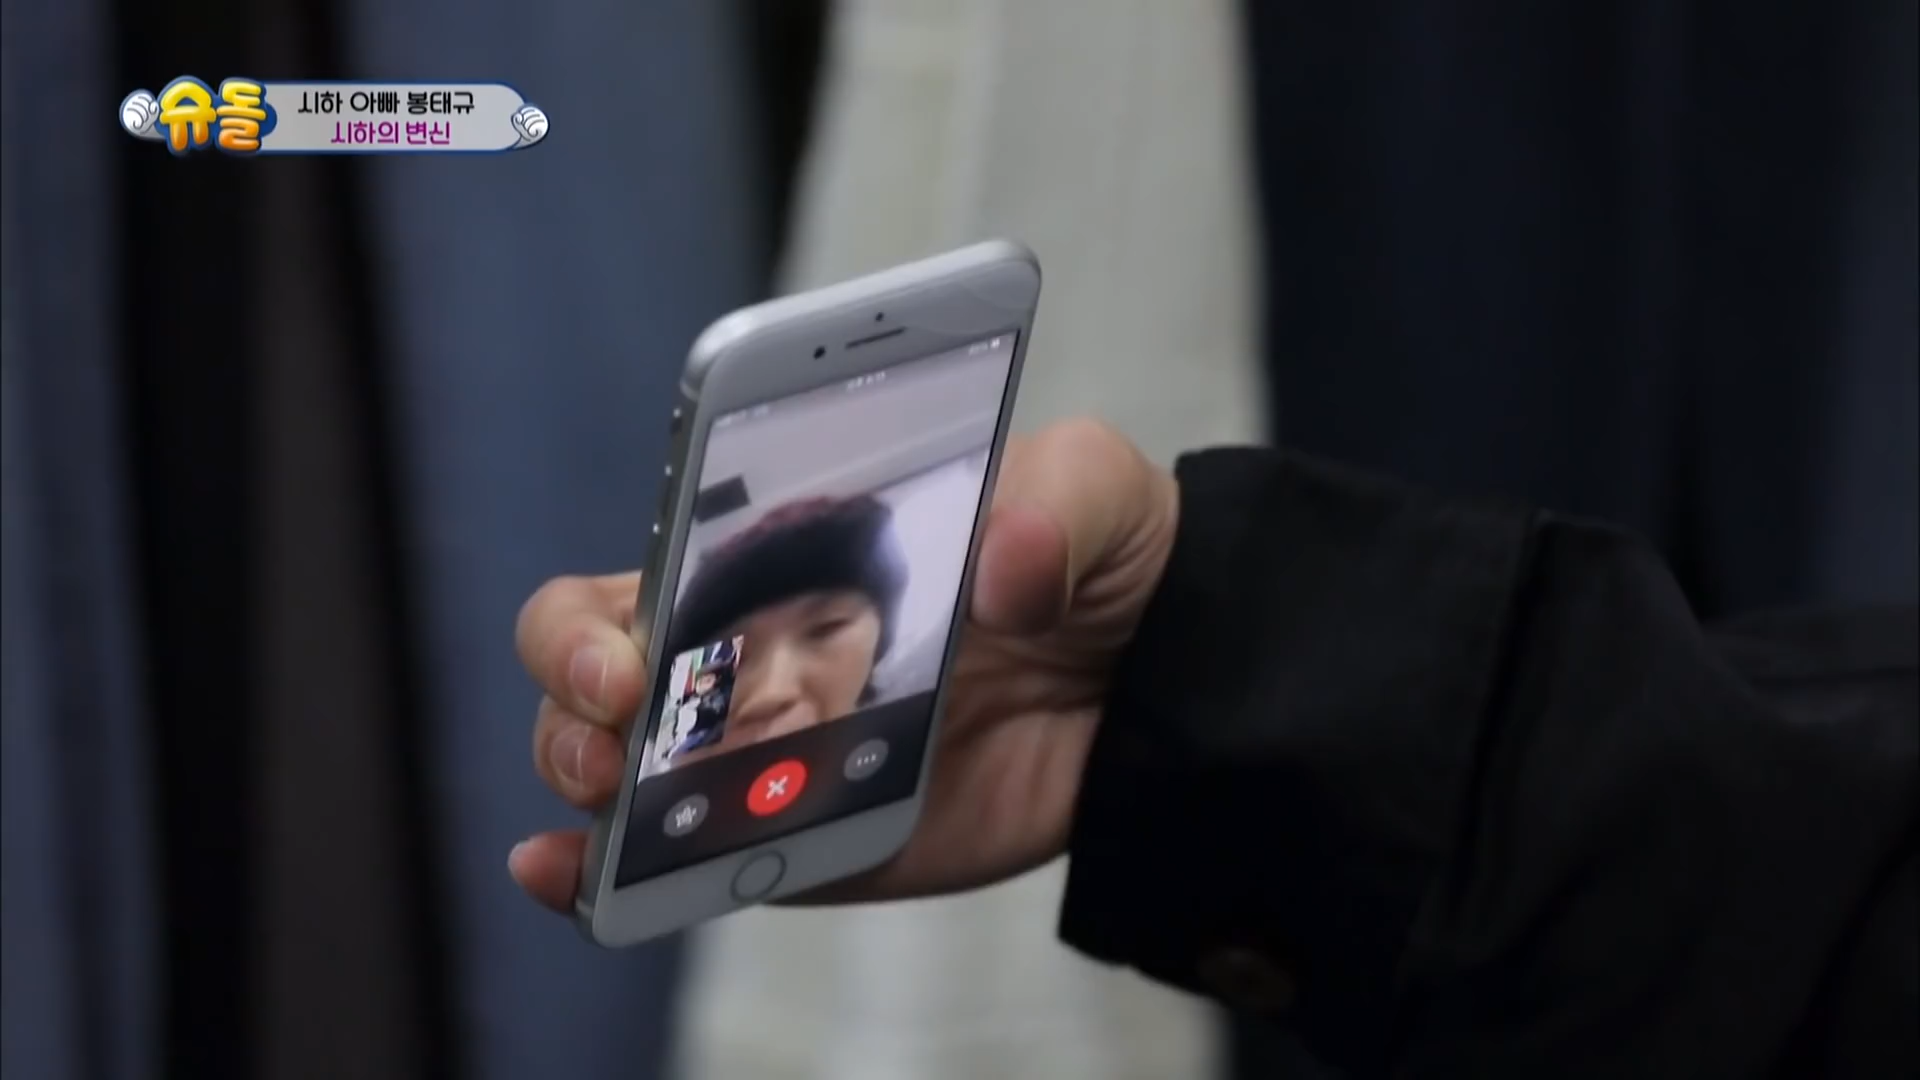 슈돌
시하 아빠 봉태규
시하의 변신